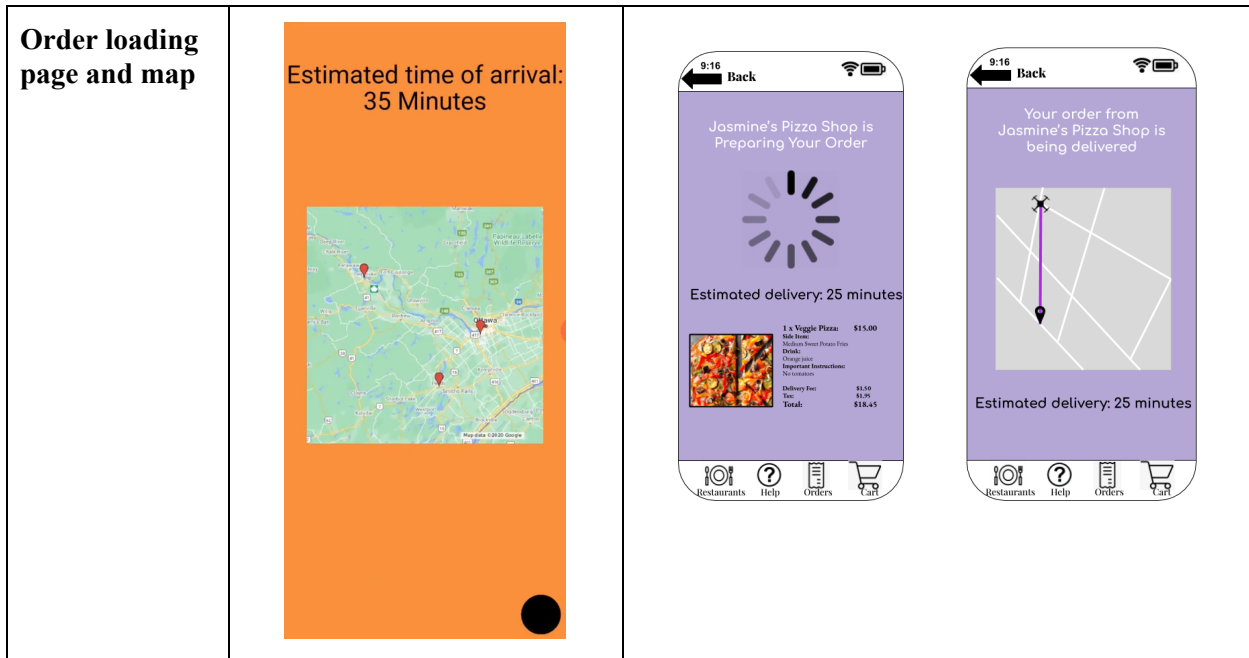 Order loading
page and map
Estimated time of arrival:
35 Minutes
Ottawa
Map data ©2020 Google
9:16
Back
Jasmine's Pizza Shop is
Preparing Your Order
Estimated delivery: 25 minutes
1 x Veggie Pizza: $15.00
Side Item:
Medium Sweet Potato Fries
Drink:
Orange juice
Important Instructions:
No tomatoes
Delivery Fee: $1.50
Tax: $1.95
Total: $18.45
Restaurants Help Orders Cart
9:16
Back
Your order from
Jasmine's Pizza Shop is
being delivered
Estimated delivery: 25 minutes
Restaurants Help Orders Cart